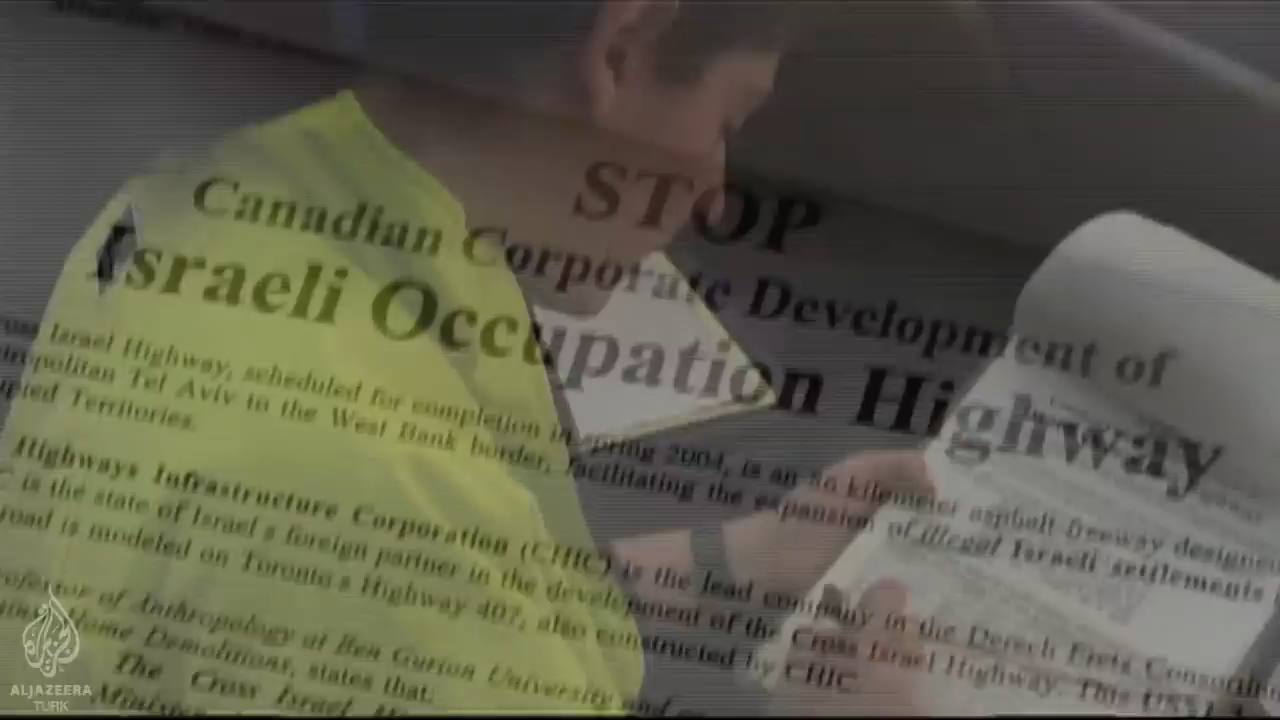 STOP
Canadian Corporate Development of
Israeli Occupation Highway
Israel Highway, scheduled for completion in spring 2004, is an 86 kilometer asphalt freeway designed
Tel Aviv to the West Bank border, facilitating the expansion of illegal Israeli settlements
Territories.
Highways Infrastructure Corporation (CHIC) is the lead company in the Derech Eretz
is the state of Israel's foreign partner in the development of the Cross Israel Highway. This
road is modeled on Toronto's Highway 407, also constructed by CHIC.
of Anthropology at Ben Gurion University and
Home Demolitions, states that:
The Cross Israel
ALJAZEERA
TURK